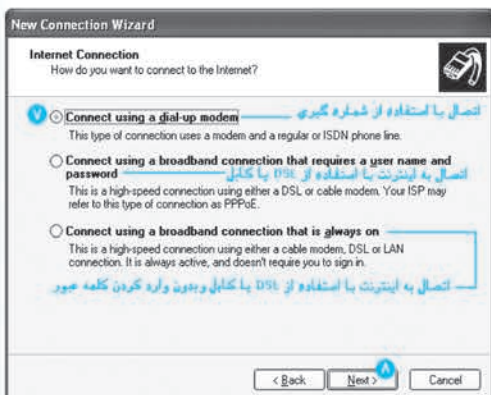 New Connection Wizard
Internet Connection
How do you want to connect to the Internet?
۷ Connect using a dial-up modem اتصال با استفاده از شماره گیری
This type of connection uses a modem and a regular or ISDN phone line.
Connect using a broadband connection that requires a user name and
password اتصال به اینترنت با استفاده از DSL یا کابل
This is a high-speed connection using either a DSL or cable modem. Your ISP may
refer to this type of connection as PPPoE.
Connect using a broadband connection that is always on
This is a high-speed connection using either a cable modem, DSL or LAN
connection. It is always active, and doesn't require you to sign in.
اتصال به اینترنت با استفاده از DSL یا کابل وبدون وارد کردن کلمه عبور
۸
< Back Next > Cancel